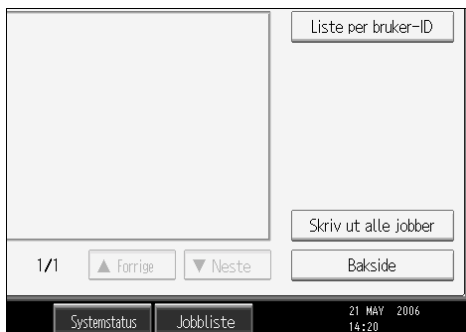 Liste per bruker-ID
Skriv ut alle jobber
1/1 ▲ Forrige ▼ Neste Bakside
Systemstatus Jobbliste 21 MAY 2006
14:20